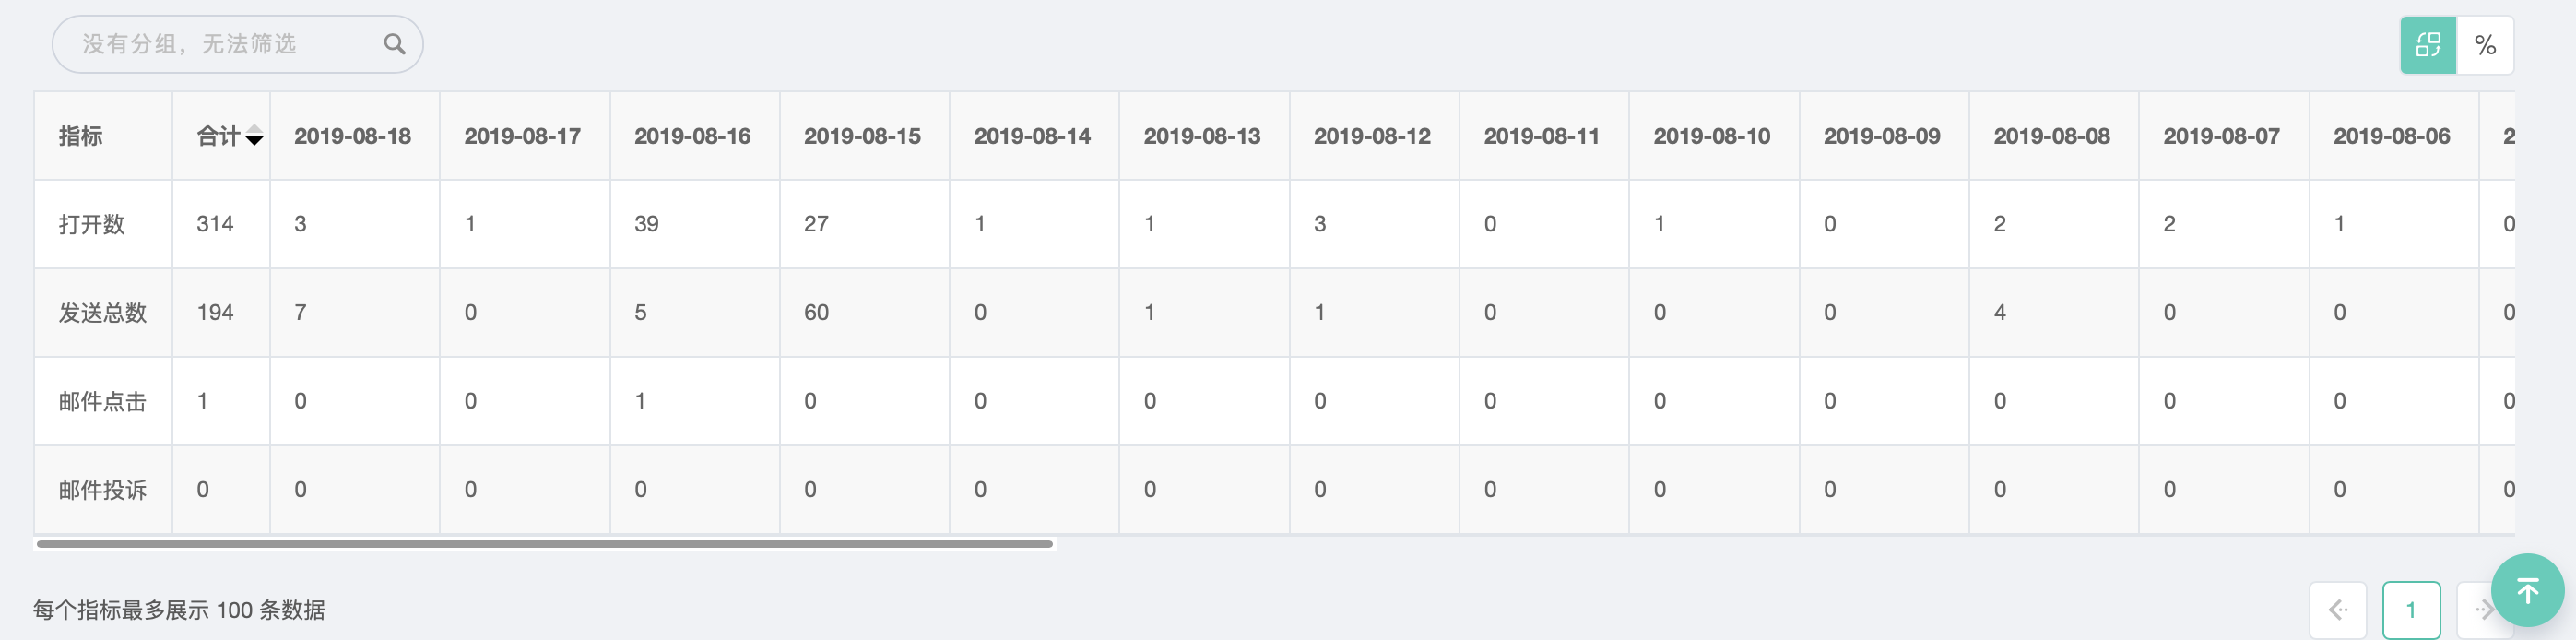 没有分组，无法筛选
%
指标 合计 2019-08-18 2019-08-17 2019-08-16 2019-08-15 2019-08-14 2019-08-13 2019-08-12 2019-08-11 2019-08-10 2019-08-09 2019-08-08 2019-08-07 2019-08-06 2
打开数 314 3 1 39 27 1 1 3 0 1 0 2 2 1 0
发送总数 194 7 0 5 60 0 1 1 0 0 0 4 0 0 0
邮件点击 1 0 0 1 0 0 0 0 0 0 0 0 0 0 0
邮件投诉 0 0 0 0 0 0 0 0 0 0 0 0 0 0 0
每个指标最多展示 100 条数据
1